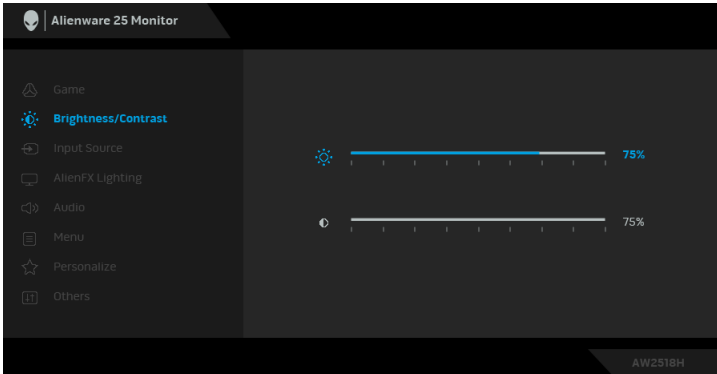 Alienware 25 Monitor
Game
Brightness/Contrast
Input Source
AlienFX Lighting
Audio
Menu
Personalize
Others
75%
75%
AW2518H